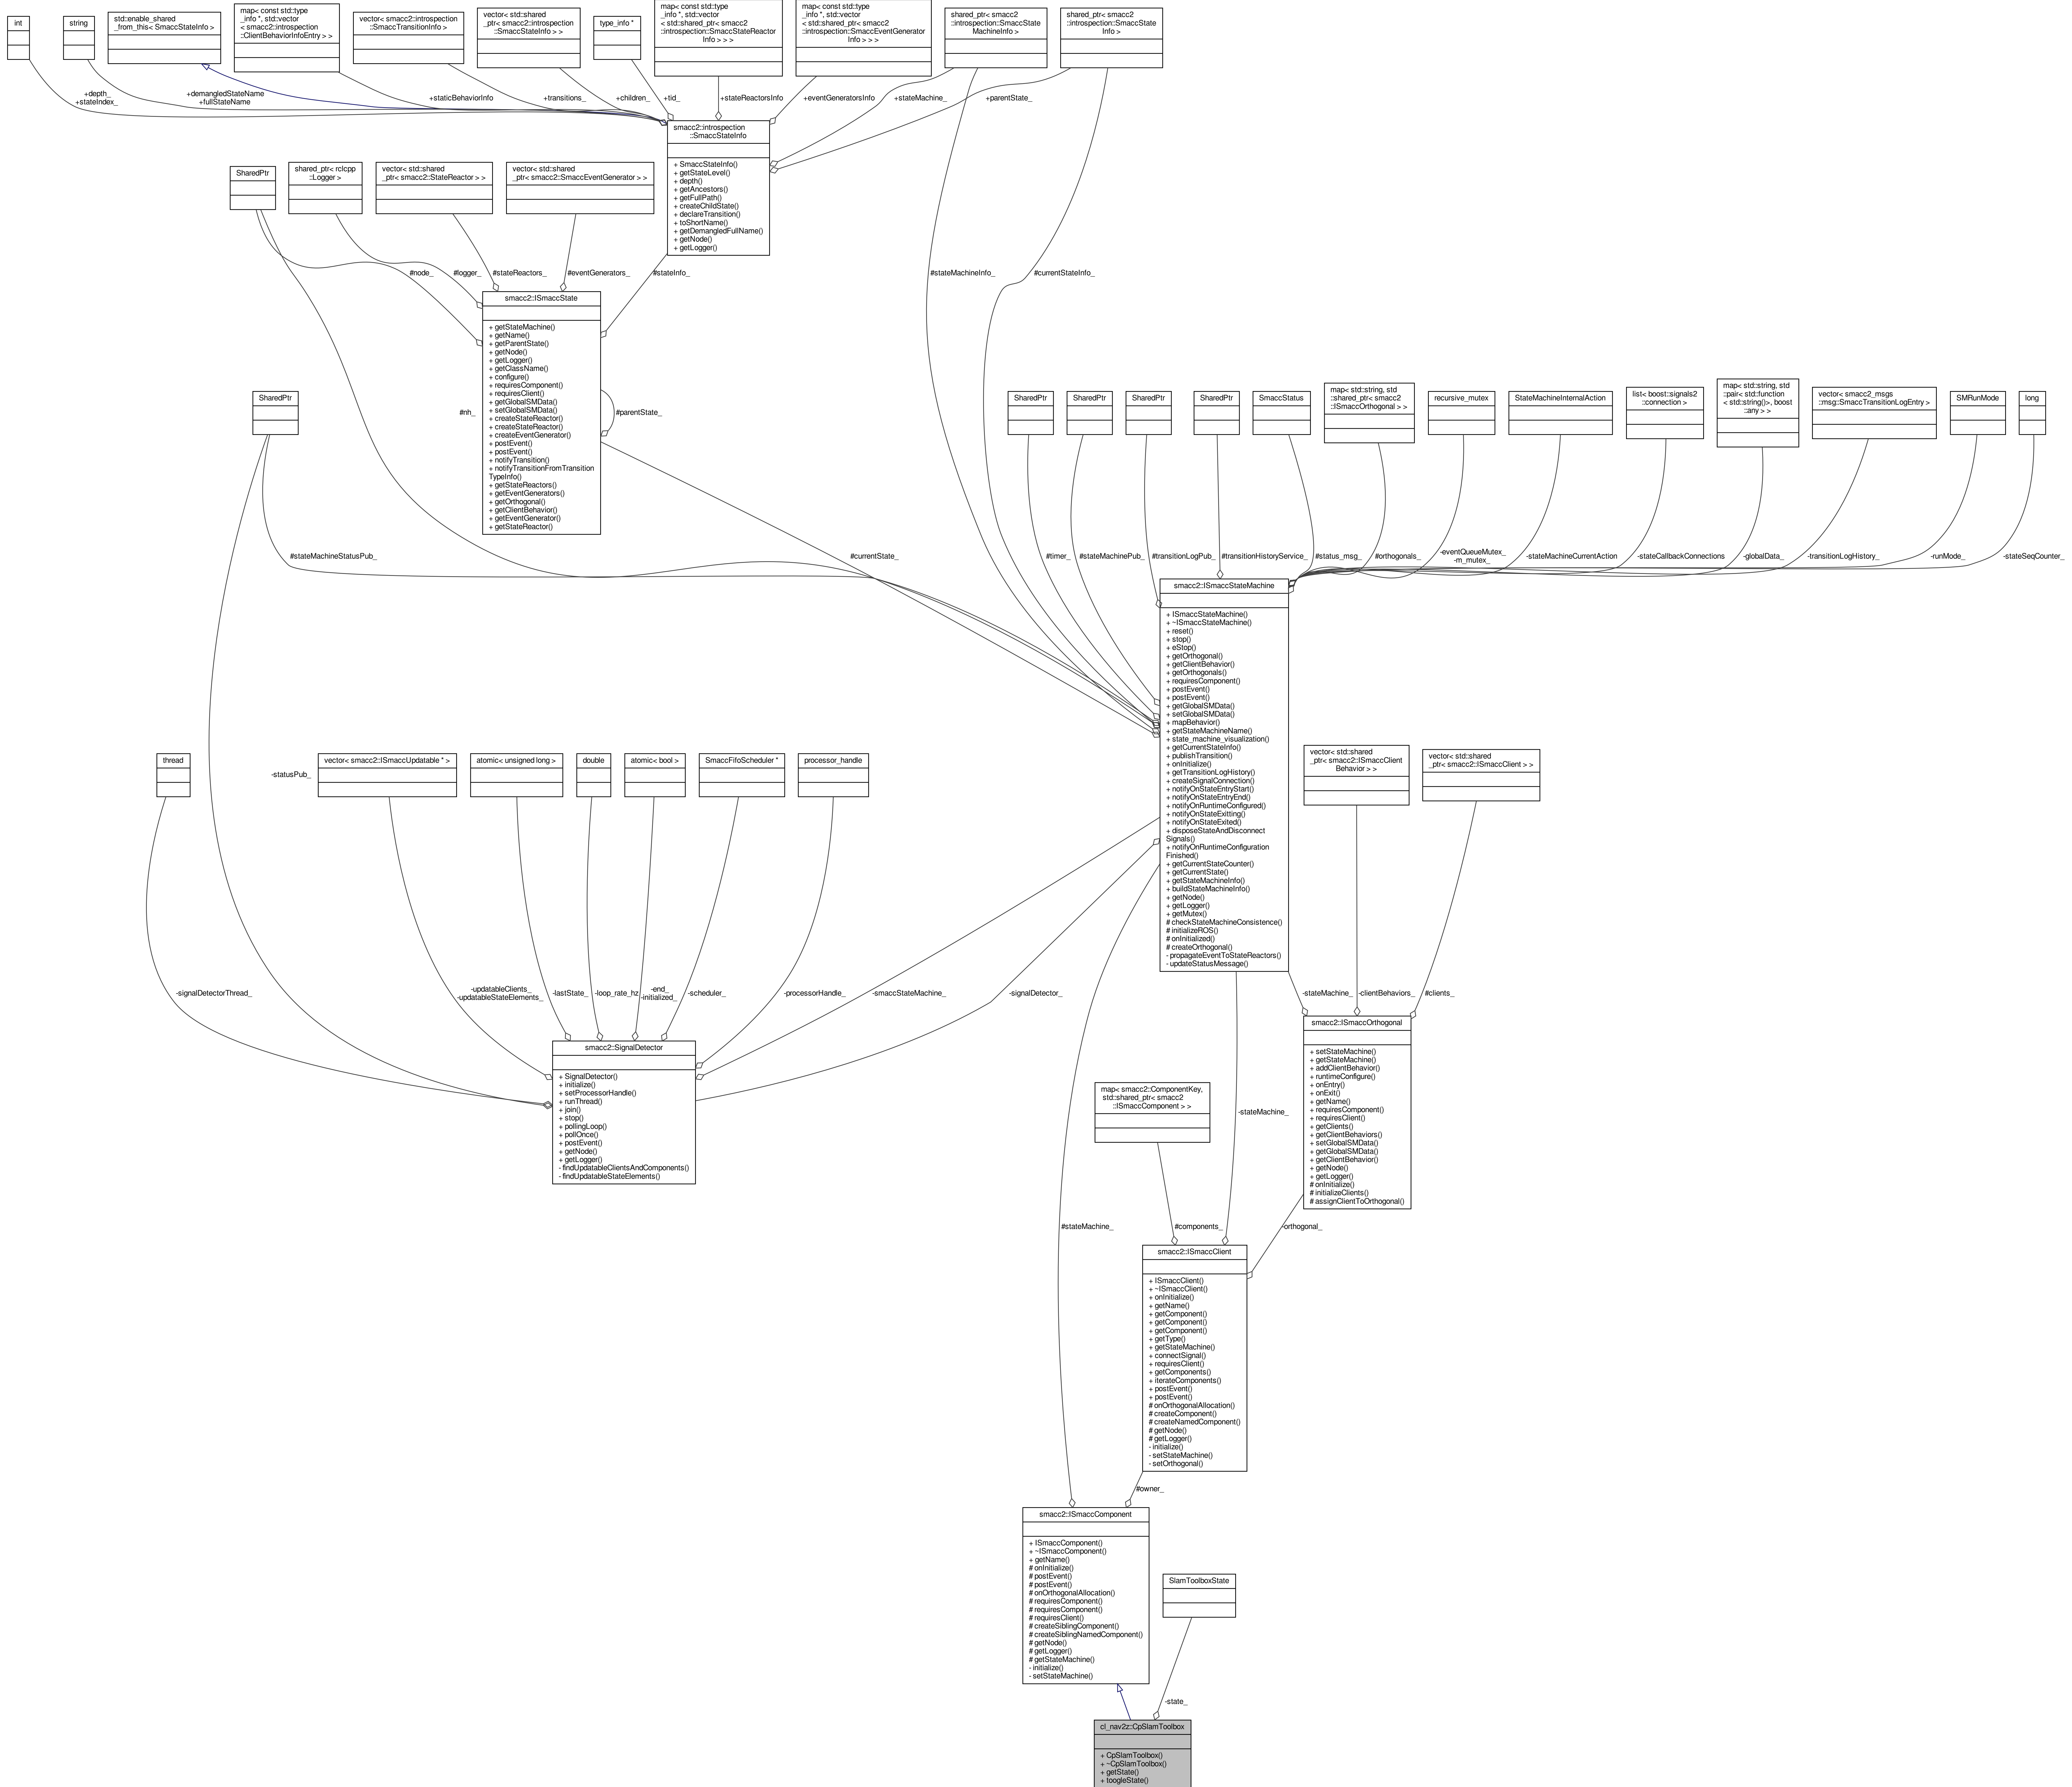 int
string
std::enable_shared
_from_this< SmaccStateInfo >
map< const std::type
_info *, std::vector
< smacc2::introspection
::ClientBehaviorInfoEntry > >
vector< smacc2::introspection
::SmaccTransitionInfo >
vector< std::shared
_ptr< smacc2::introspection
::SmaccStateInfo > >
type_info *
map< const std::type
_info *, std::vector
< std::shared_ptr< smacc2
::introspection::SmaccStateReactor
Info > > >
map< const std::type
_info *, std::vector
< std::shared_ptr< smacc2
::introspection::SmaccEventGenerator
Info > > >
shared_ptr< smacc2
::introspection::SmaccState
MachineInfo >
shared_ptr< smacc2
::introspection::SmaccState
Info >
+depth_
+stateIndex_
+demangledStateName
+fullStateName
+staticBehaviorInfo
+transitions_
+children_
+tid_
+stateReactorsInfo
+eventGeneratorsInfo
+stateMachine_
+parentState_
smacc2::introspection
::SmaccStateInfo
+ SmaccStateInfo()
+ getStateLevel()
+ depth()
+ getAncestors()
+ getFullPath()
+ createChildState()
+ declareTransition()
+ toShortName()
+ getDemangledFullName()
+ getNode()
+ getLogger()
SharedPtr
shared_ptr< rclcpp
::Logger >
vector< std::shared
_ptr< smacc2::StateReactor > >
vector< std::shared
_ptr< smacc2::SmaccEventGenerator > >
#node_
#logger_
#stateReactors_
#eventGenerators_
#stateInfo_
#stateMachineInfo_
#currentStateInfo_
smacc2::ISmaccState
+ getStateMachine()
+ getName()
+ getParentState()
+ getNode()
+ getLogger()
+ getClassName()
+ configure()
+ requiresComponent()
+ requiresClient()
+ getGlobalSMData()
+ setGlobalSMData()
+ createStateReactor()
+ createStateReactor()
+ createEventGenerator()
+ postEvent()
+ postEvent()
+ notifyTransition()
+ notifyTransitionFromTransition
TypeInfo()
+ getStateReactors()
+ getEventGenerators()
+ getOrthogonal()
+ getClientBehavior()
+ getEventGenerator()
+ getStateReactor()
#nh_
#parentState_
SharedPtr
SharedPtr
SharedPtr
SharedPtr
SharedPtr
SmaccStatus
map< std::string, std
::shared_ptr< smacc2
::ISmaccOrthogonal > >
recursive_mutex
StateMachineInternalAction
list< boost::signals2
::connection >
map< std::string, std
::pair< std::function
< std::string()>, boost
::any > >
vector< smacc2_msgs
::msg::SmaccTransitionLogEntry >
SMRunMode
long
#stateMachineStatusPub_
#currentState_
#timer_
#stateMachinePub_
#transitionLogPub_
#transitionHistoryService_
#status_msg_
#orthogonals_
-eventQueueMutex_
-m_mutex_
-stateMachineCurrentAction
-stateCallbackConnections
-globalData_
-transitionLogHistory_
-runMode_
-stateSeqCounter_
smacc2::ISmaccStateMachine
+ ISmaccStateMachine()
+ ~ISmaccStateMachine()
+ reset()
+ stop()
+ eStop()
+ getOrthogonal()
+ getClientBehavior()
+ getOrthogonals()
+ requiresComponent()
+ postEvent()
+ postEvent()
+ getGlobalSMData()
+ setGlobalSMData()
+ mapBehavior()
+ getStateMachineName()
+ state_machine_visualization()
+ getCurrentStateInfo()
+ publishTransition()
+ onInitialize()
+ getTransitionLogHistory()
+ createSignalConnection()
+ notifyOnStateEntryStart()
+ notifyOnStateEntryEnd()
+ notifyOnRuntimeConfigured()
+ notifyOnStateExitting()
+ notifyOnStateExited()
+ disposeStateAndDisconnect
Signals()
+ notifyOnRuntimeConfiguration
Finished()
+ getCurrentStateCounter()
+ getCurrentState()
+ getStateMachineInfo()
+ buildStateMachineInfo()
+ getNode()
+ getLogger()
+ getMutex()
# checkStateMachineConsistence()
# initializeROS()
# onInitialized()
# createOrthogonal()
- propagateEventToStateReactors()
- updateStatusMessage()
thread
vector< smacc2::ISmaccUpdatable * >
atomic< unsigned long >
double
atomic< bool >
SmaccFifoScheduler *
processor_handle
vector< std::shared
_ptr< smacc2::ISmaccClient
Behavior > >
vector< std::shared
_ptr< smacc2::ISmaccClient > >
-statusPub_
-signalDetectorThread_
-updatableClients_
-updatableStateElements_
-lastState_
-loop_rate_hz
-end_
-initialized_
-scheduler_
-processorHandle_
-smaccStateMachine_
-signalDetector_
-stateMachine_
-clientBehaviors_
#clients_
smacc2::SignalDetector
+ SignalDetector()
+ initialize()
+ setProcessorHandle()
+ runThread()
+ join()
+ stop()
+ pollingLoop()
+ pollOnce()
+ postEvent()
+ getNode()
+ getLogger()
- findUpdatableClientsAndComponents()
- findUpdatableStateElements()
smacc2::ISmaccOrthogonal
+ setStateMachine()
+ getStateMachine()
+ addClientBehavior()
+ runtimeConfigure()
+ onEntry()
+ onExit()
+ getName()
+ requiresComponent()
+ requiresClient()
+ getClients()
+ getClientBehaviors()
+ setGlobalSMData()
+ getGlobalSMData()
+ getClientBehavior()
+ getNode()
+ getLogger()
# onInitialize()
# initializeClients()
# assignClientToOrthogonal()
map< smacc2::ComponentKey,
std::shared_ptr< smacc2
::ISmaccComponent > >
-stateMachine_
#stateMachine_
#components_
-orthogonal_
smacc2::ISmaccClient
+ ISmaccClient()
+ ~ISmaccClient()
+ onInitialize()
+ getName()
+ getComponent()
+ getComponent()
+ getComponent()
+ getType()
+ getStateMachine()
+ connectSignal()
+ requiresClient()
+ getComponents()
+ iterateComponents()
+ postEvent()
+ postEvent()
# onOrthogonalAllocation()
# createComponent()
# createNamedComponent()
# getNode()
# getLogger()
- initialize()
- setStateMachine()
- setOrthogonal()
#owner_
smacc2::ISmaccComponent
+ ISmaccComponent()
+ ~ISmaccComponent()
+ getName()
# onInitialize()
# postEvent()
# postEvent()
# onOrthogonalAllocation()
# requiresComponent()
# requiresComponent()
# requiresClient()
# createSiblingComponent()
# createSiblingNamedComponent()
# getNode()
# getLogger()
# getStateMachine()
- initialize()
- setStateMachine()
SlamToolboxState
-state_
cl_nav2z::CpSlamToolbox
+ CpSlamToolbox()
+ ~CpSlamToolbox()
+ getState()
+ toogleState()